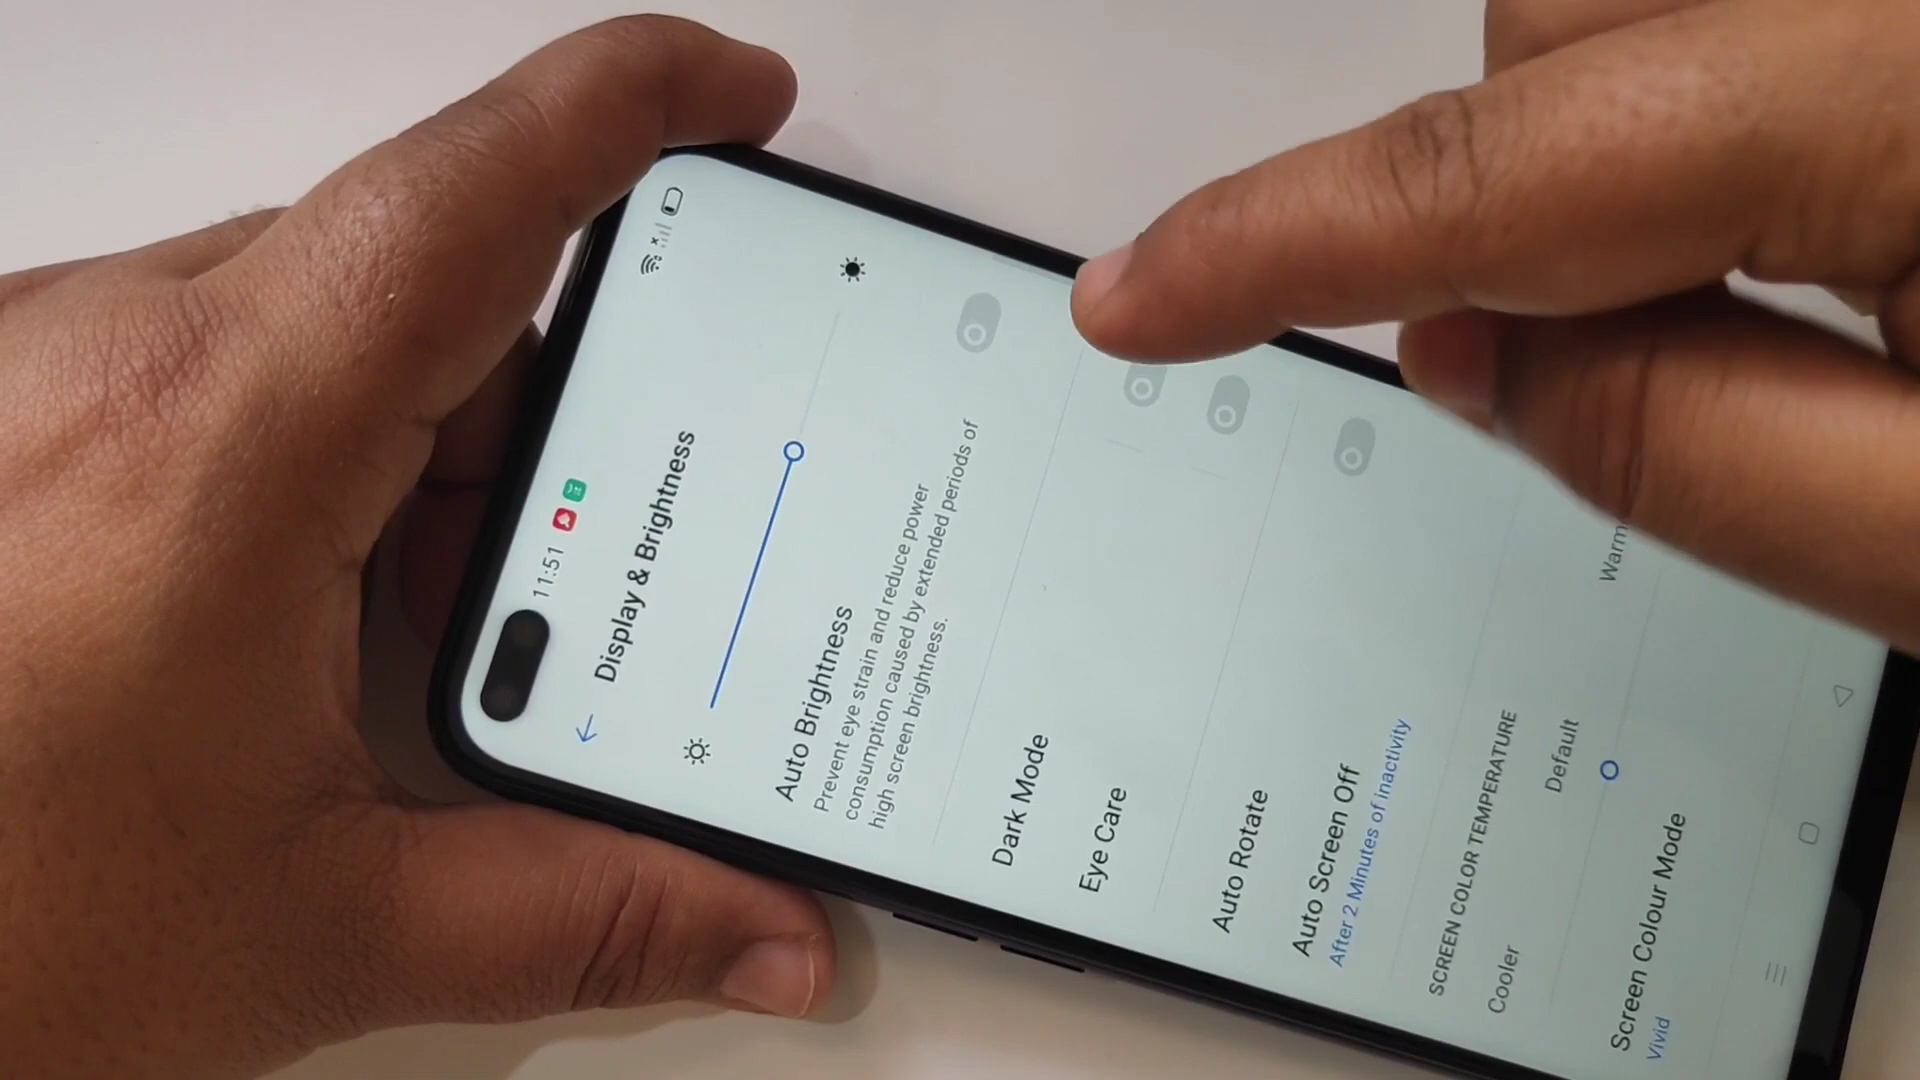 11:51
Display & Brightness
Auto Brightness
Prevent eye strain and reduce power
consumption caused by extended periods of
high screen brightness.
Dark Mode
Eye Care
Auto Rotate
Auto Screen Off
After 2 Minutes of inactivity
SCREEN COLOR TEMPERATURE
Cooler Default
Screen Colour Mode
Vivid